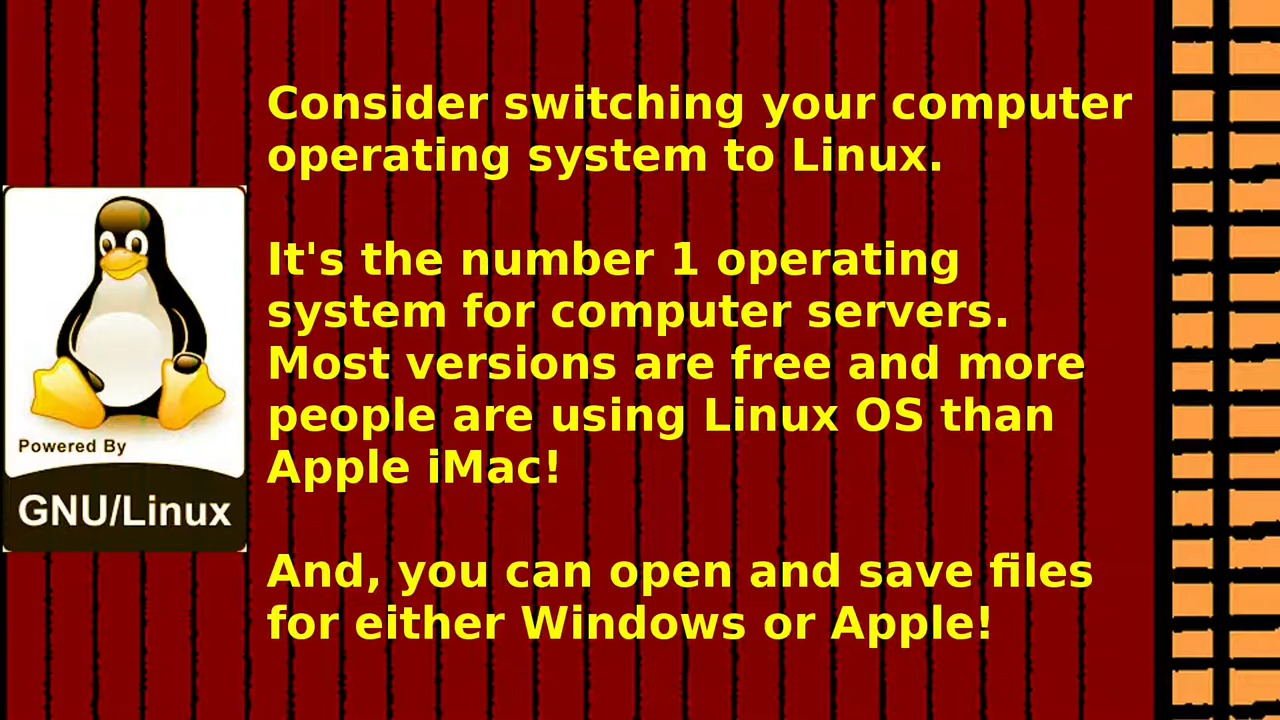 Consider switching your computer
operating system to Linux.
It's the number 1 operating
system for computer servers.
Most versions are free and more
people are using Linux OS than
Apple iMac!
And, you can open and save files
for either Windows or Apple!
Powered By
GNU/Linux